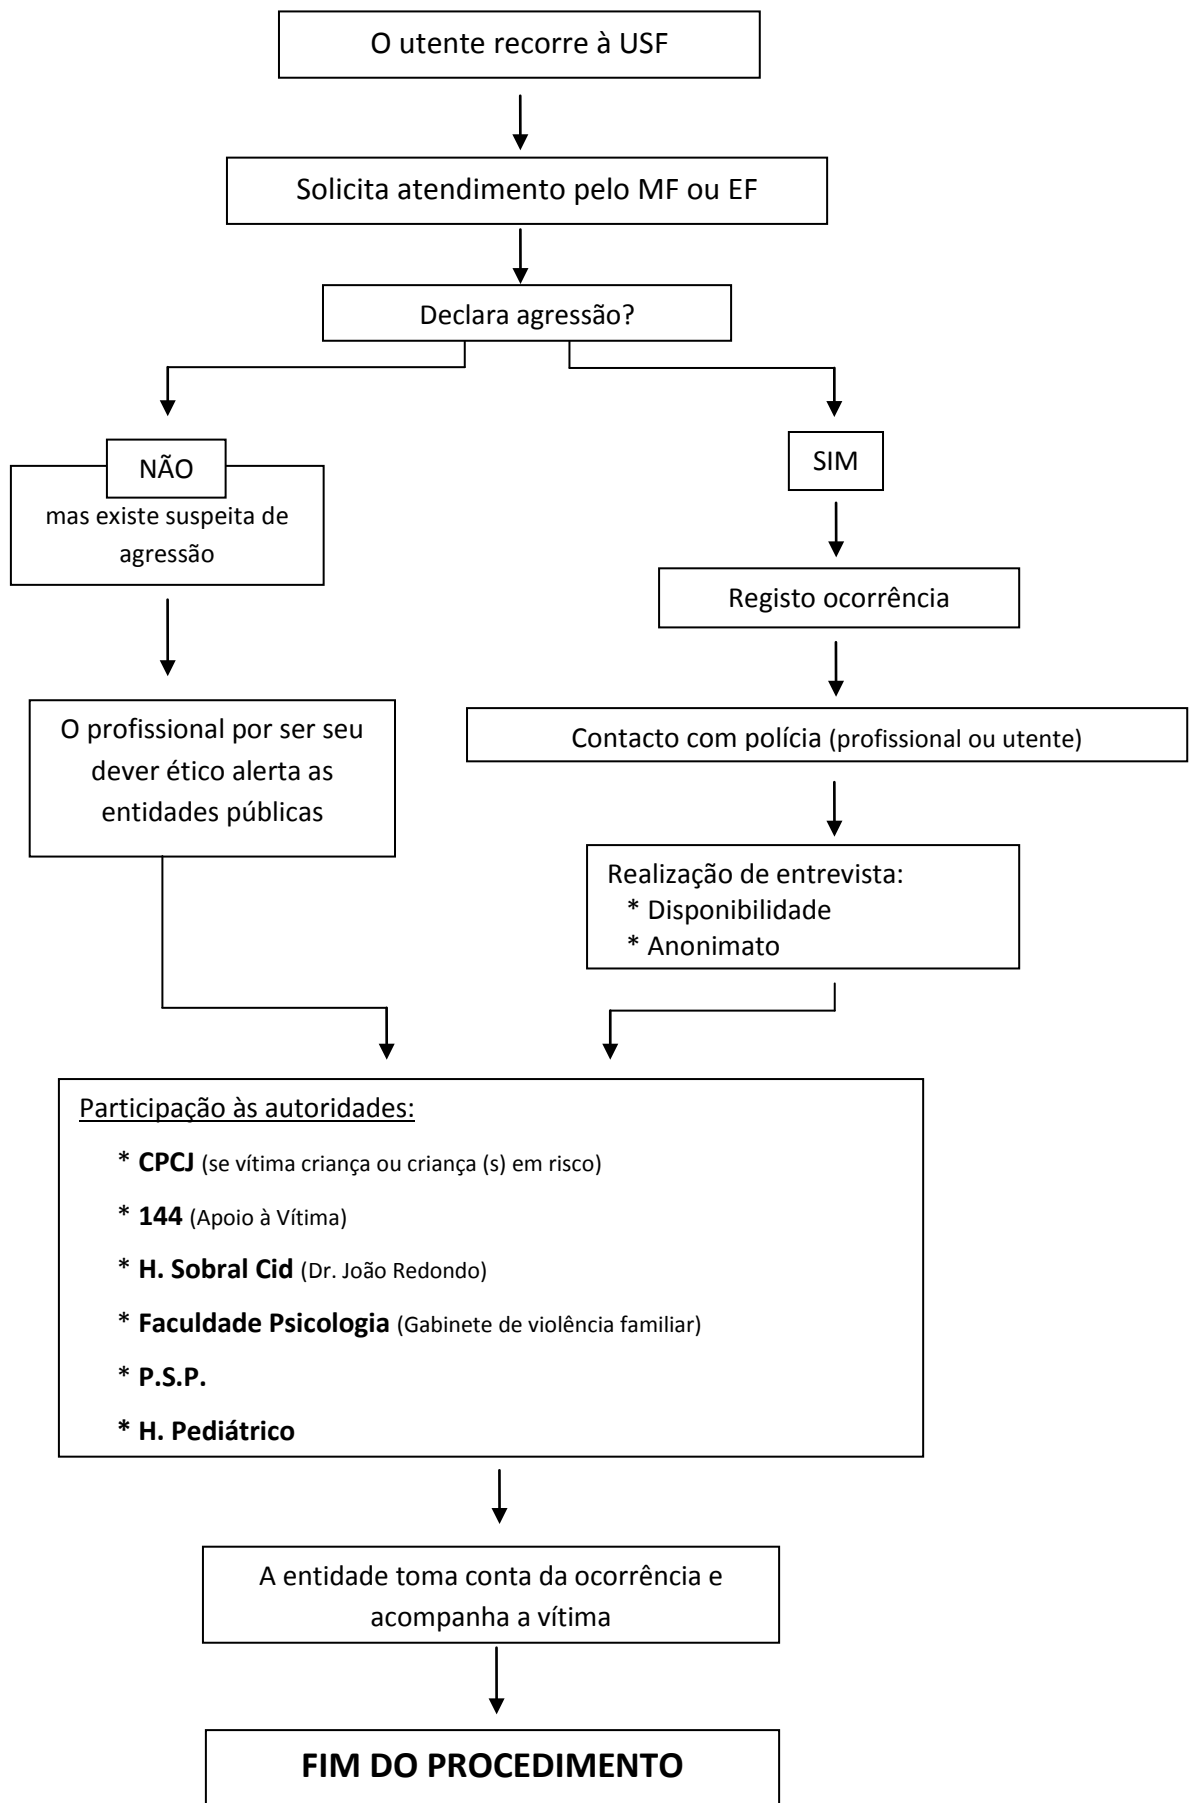 O utente recorre à USF
Solicita atendimento pelo MF ou EF
Declara agressão?
NÃO
mas existe suspeita de
agressão
SIM
Registo ocorrência
O profissional por ser seu
dever ético alerta as
entidades públicas
Contacto com polícia (profissional ou utente)
Realização de entrevista:
* Disponibilidade
* Anonimato
Participação às autoridades:
* CPCJ (se vítima criança ou criança (s) em risco)
* 144 (Apoio à Vítima)
* H. Sobral Cid (Dr. João Redondo)
* Faculdade Psicologia (Gabinete de violência familiar)
* P.S.P.
* H. Pediátrico
A entidade toma conta da ocorrência e
acompanha a vítima
FIM DO PROCEDIMENTO